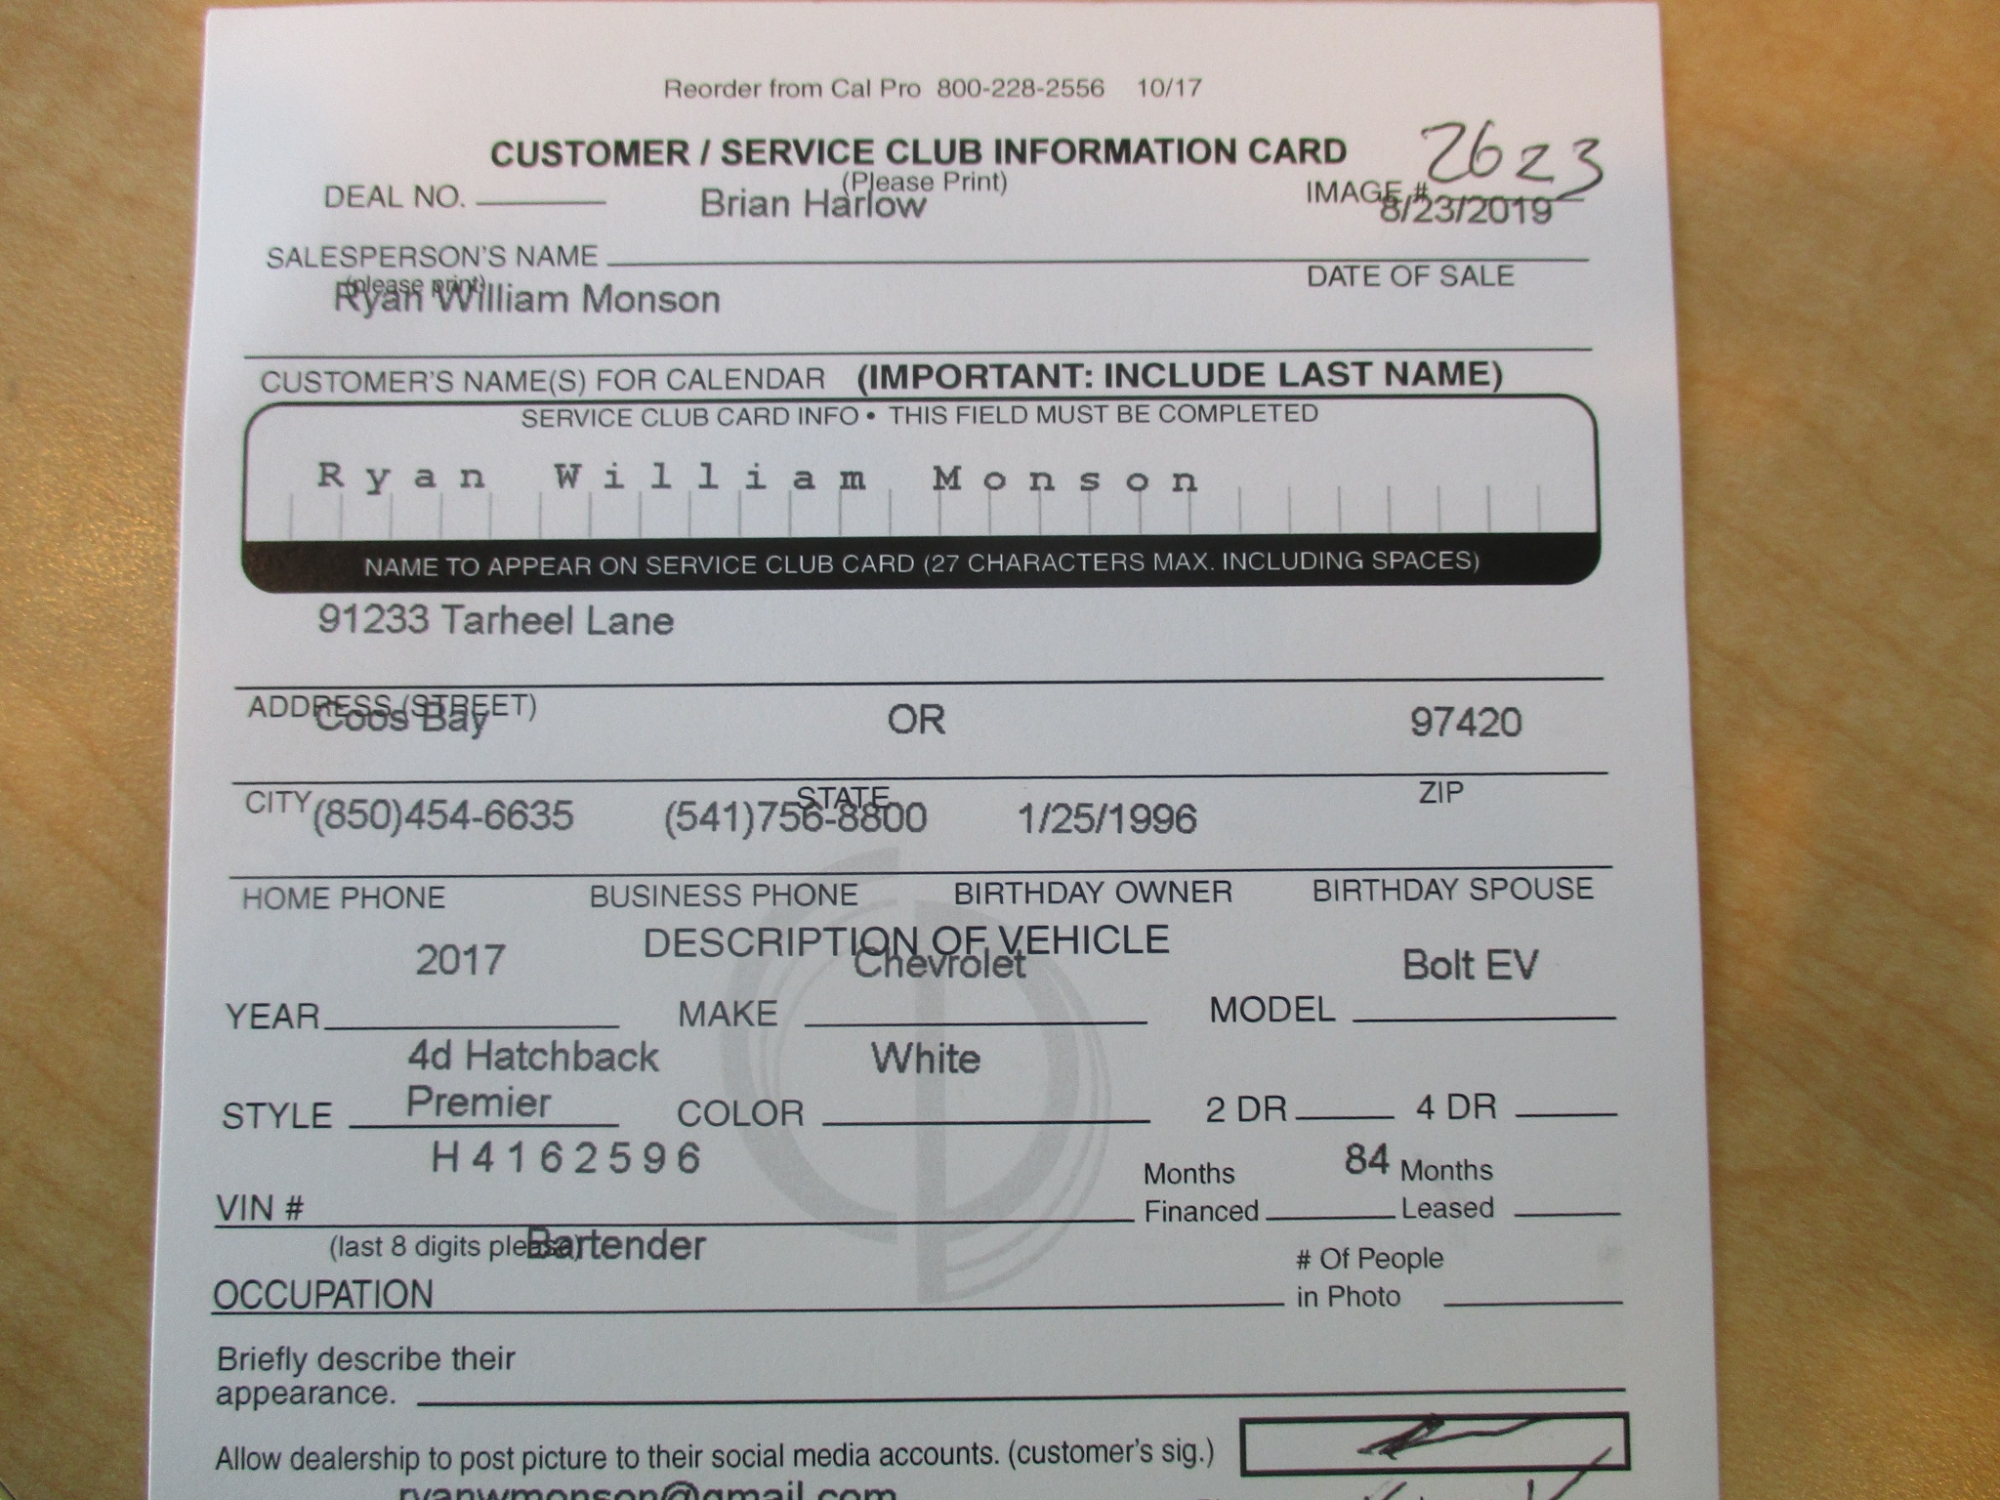 Reorder from Cal Pro 800-228-2556 10/17
CUSTOMER / SERVICE CLUB INFORMATION CARD 2623
(Please Print)
DEAL NO. Brian Harlow IMAGE # 8/23/2019
SALESPERSON'S NAME
(please print) DATE OF SALE
Ryan William Monson
CUSTOMER'S NAME(S) FOR CALENDAR (IMPORTANT: INCLUDE LAST NAME)
SERVICE CLUB CARD INFO • THIS FIELD MUST BE COMPLETED
Ryan William Monson
NAME TO APPEAR ON SERVICE CLUB CARD (27 CHARACTERS MAX. INCLUDING SPACES)
91233 Tarheel Lane
ADDRESS (STREET)
Coos Bay OR 97420
CITY STATE ZIP
(850)454-6635 (541)756-8800 1/25/1996
HOME PHONE BUSINESS PHONE BIRTHDAY OWNER BIRTHDAY SPOUSE
DESCRIPTION OF VEHICLE
2017 Chevrolet Bolt EV
YEAR MAKE MODEL
4d Hatchback White
STYLE Premier COLOR 2 DR 4 DR
H4162596 Months 84 Months
VIN # Financed Leased
(last 8 digits please) Bartender
# Of People
OCCUPATION in Photo
Briefly describe their
appearance.
Allow dealership to post picture to their social media accounts. (customer's sig.)
ryanwmonson@gmail.com